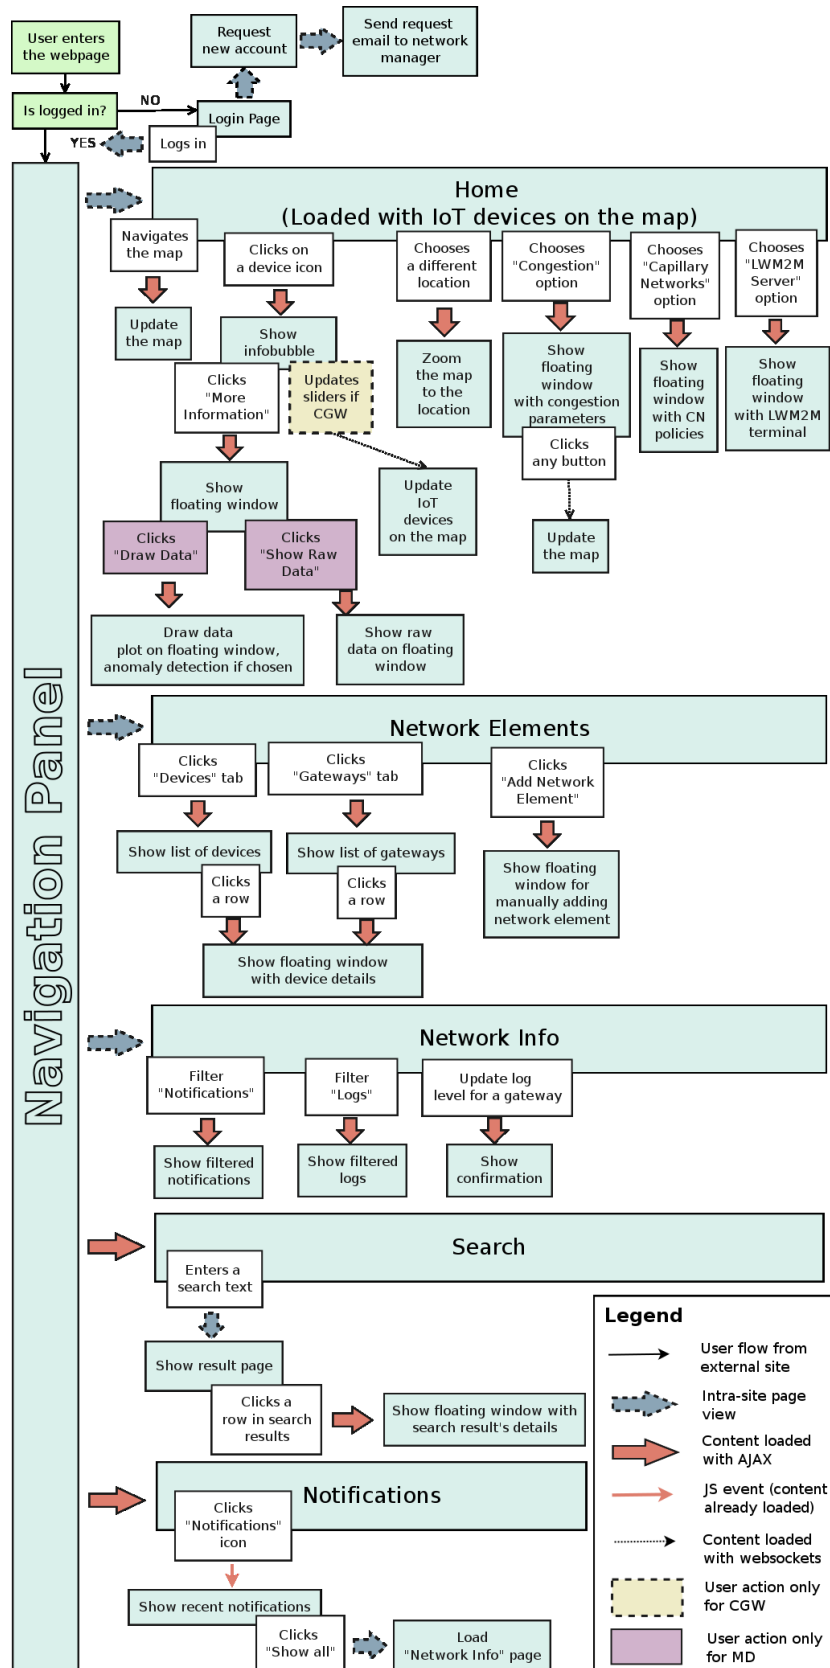 User enters
the webpage
Request
new account
Send request
email to network
manager
Is logged in?
NO
Login Page
YES
Logs in
Navigation Panel
Home
(Loaded with IoT devices on the map)
Navigates
the map
Clicks on
a device icon
Chooses
a different
location
Chooses
"Congestion"
option
Chooses
"Capillary
Networks"
option
Chooses
"LWM2M
Server"
option
Update
the map
Show
infobubble
Zoom
the map
to the
location
Show
floating
window
with congestion
parameters
Show
floating
window
with CN
policies
Show
floating
window
with LWM2M
terminal
Clicks
"More
Information"
Updates
sliders if
CGW
Clicks
any button
Show
floating window
Update
IoT
devices
on the map
Update
the map
Clicks
"Draw Data"
Clicks
"Show Raw
Data"
Draw data
plot on floating window,
anomaly detection if chosen
Show raw
data on floating
window
Network Elements
Clicks
"Devices" tab
Clicks
"Gateways" tab
Clicks
"Add Network
Element"
Show list of devices
Show list of gateways
Show floating
window for
manually adding
network element
Clicks
a row
Clicks
a row
Show floating window
with device details
Network Info
Filter
"Notifications"
Filter
"Logs"
Update log
level for a gateway
Show filtered
notifications
Show filtered
logs
Show
confirmation
Search
Enters a
search text
Show result page
Clicks a
row in search
results
Show floating window with
search result's details
Notifications
Clicks
"Notifications"
icon
Show recent notifications
Clicks
"Show all"
Load
"Network Info" page
Legend
User flow from
external site
Intra-site page
view
Content loaded
with AJAX
JS event (content
already loaded)
Content loaded
with websockets
User action only
for CGW
User action only
for MD